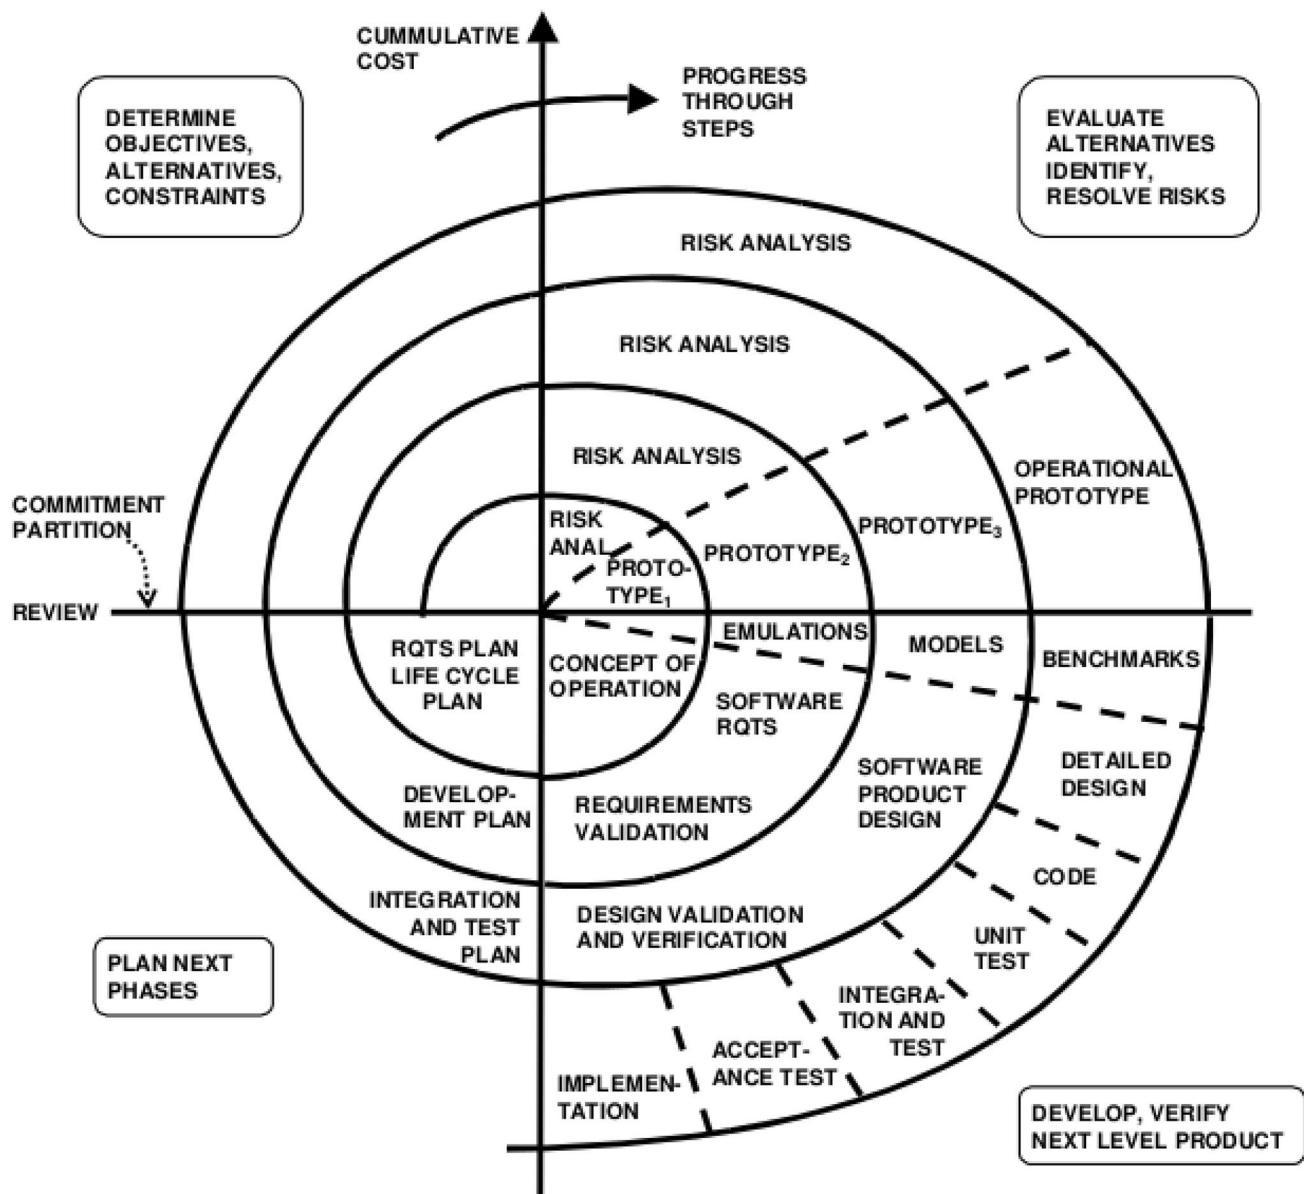 CUMMULATIVE
COST
PROGRESS
THROUGH
STEPS
DETERMINE
OBJECTIVES,
ALTERNATIVES,
CONSTRAINTS
EVALUATE
ALTERNATIVES
IDENTIFY,
RESOLVE RISKS
RISK ANALYSIS
RISK ANALYSIS
RISK ANALYSIS
RISK
ANAL
PROTO-
TYPE1
PROTOTYPE2
PROTOTYPE3
OPERATIONAL
PROTOTYPE
COMMITMENT
PARTITION
REVIEW
EMULATIONS
MODELS
BENCHMARKS
RQTS PLAN
LIFE CYCLE
PLAN
CONCEPT OF
OPERATION
SOFTWARE
RQTS
SOFTWARE
PRODUCT
DESIGN
DETAILED
DESIGN
DEVELOP-
MENT PLAN
REQUIREMENTS
VALIDATION
CODE
INTEGRATION
AND TEST
PLAN
DESIGN VALIDATION
AND VERIFICATION
UNIT
TEST
PLAN NEXT
PHASES
INTEGRA-
TION AND
TEST
ACCEPT-
ANCE TEST
IMPLEMEN-
TATION
DEVELOP, VERIFY
NEXT LEVEL PRODUCT